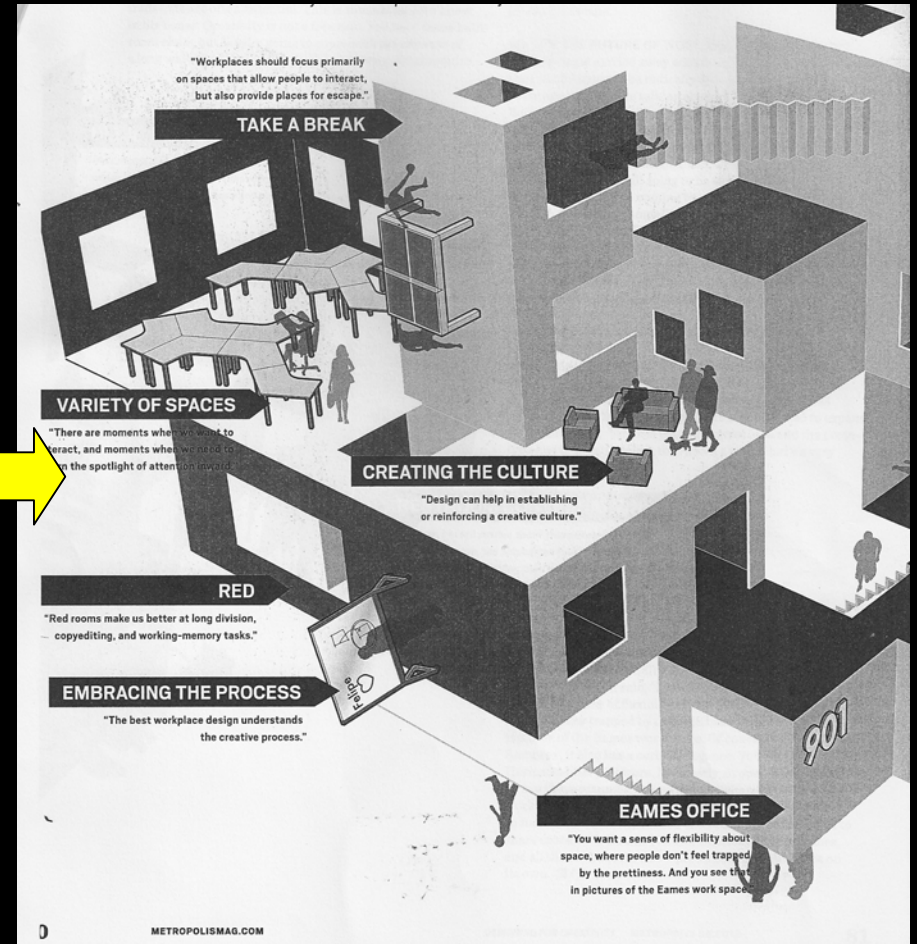 "Workplaces should focus primarily
on spaces that allow people to interact,
but also provide places for escape."
TAKE A BREAK
VARIETY OF SPACES
"There are moments when we want to
teract, and moments when we need to
rn the spotlight of attention inward.
CREATING THE CULTURE
"Design can help in establishing
or reinforcing a creative culture."
RED
"Red rooms make us better at long division,
copyediting, and working-memory tasks."
Felipe
EMBRACING THE PROCESS
"The best workplace design understands
the creative process."
901
EAMES OFFICE
"You want a sense of flexibility about
space, where people don't feel trapped
by the prettiness. And you see that
in pictures of the Eames work space."
0
METROPOLISMAG.COM